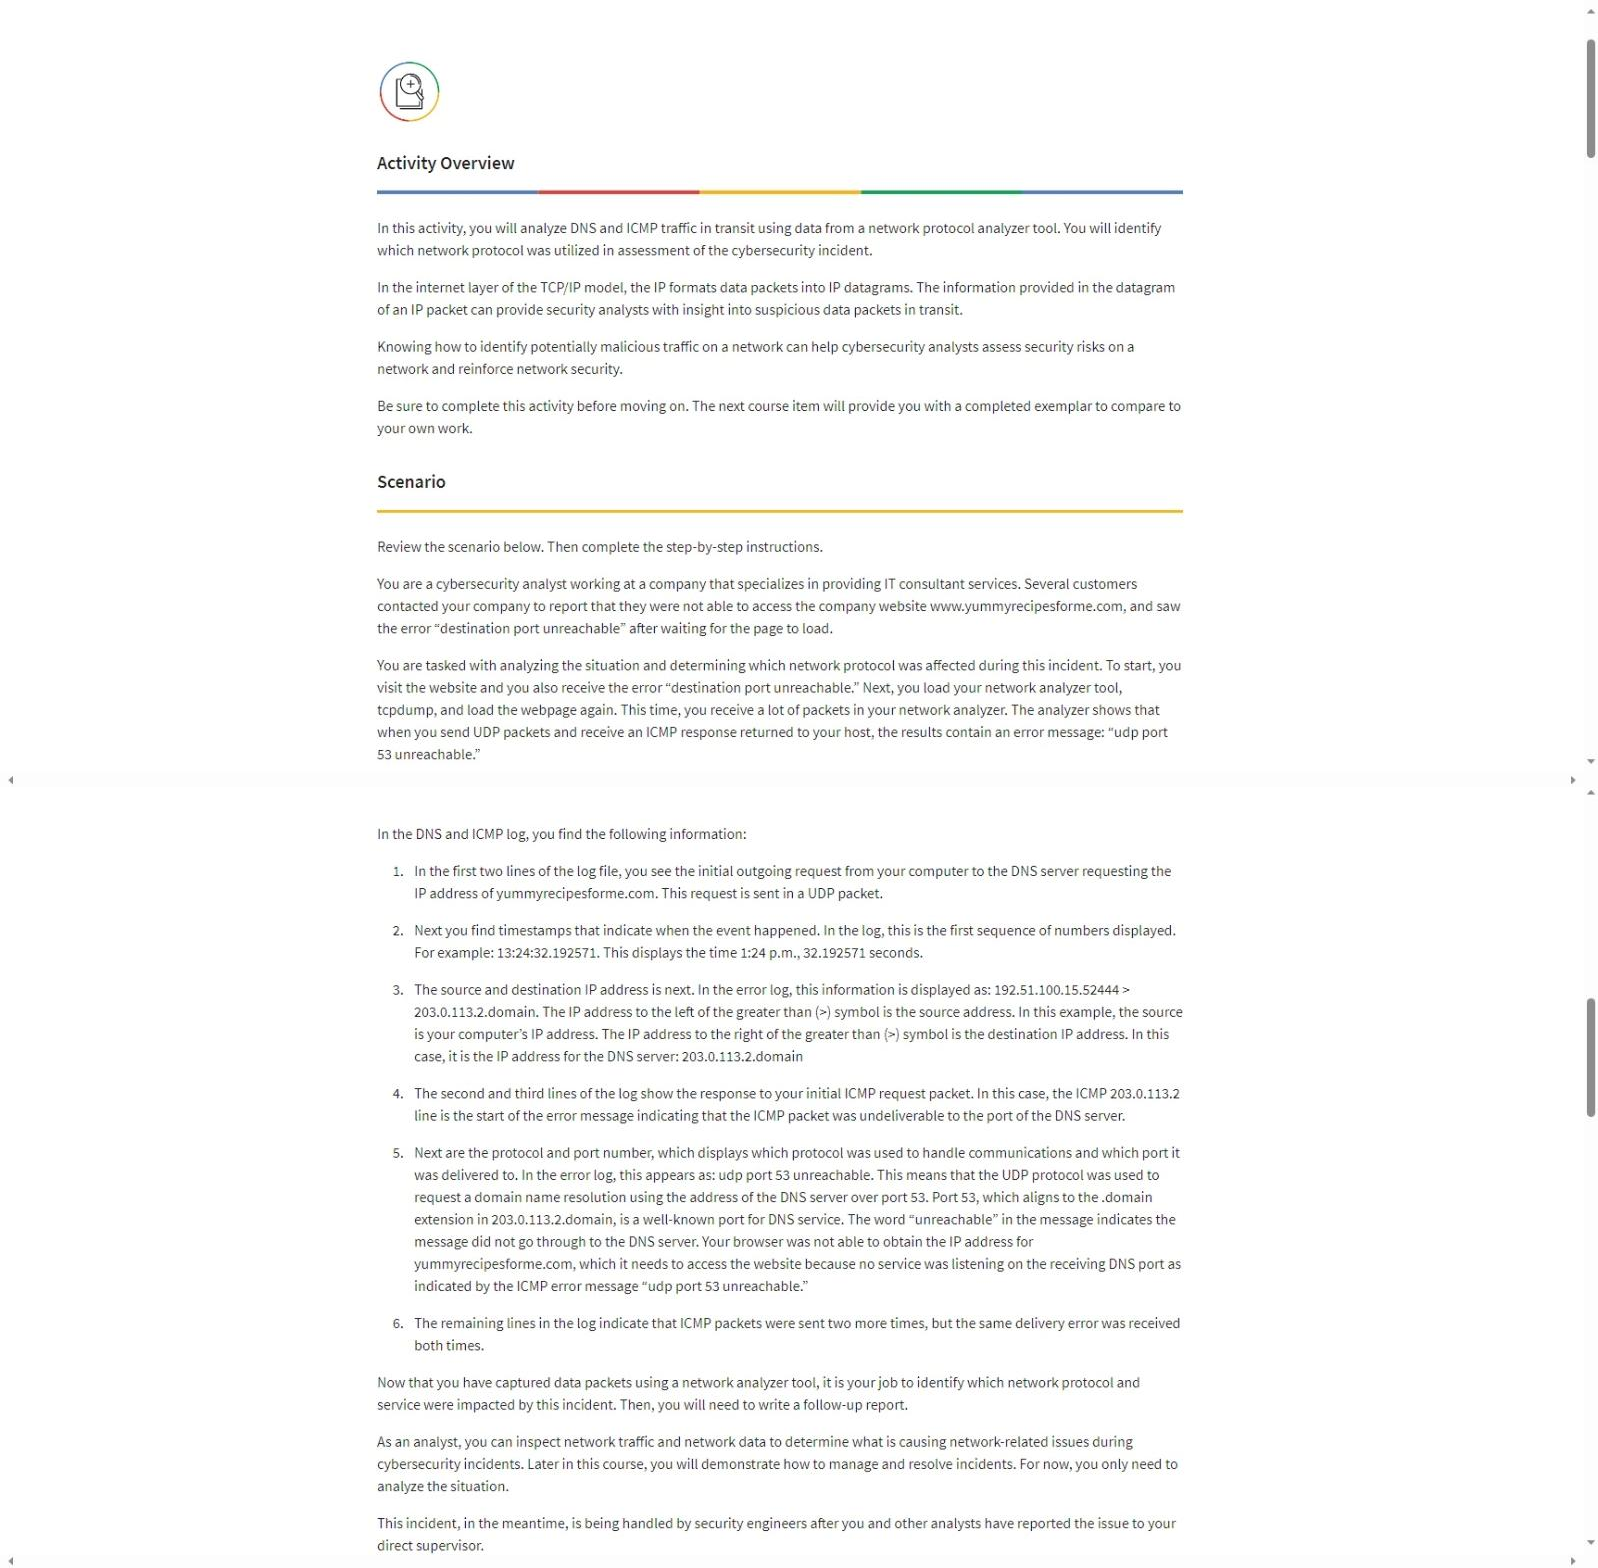 Activity Overview
In this activity, you will analyze DNS and ICMP traffic in transit using data from a network protocol analyzer tool. You will identify
which network protocol was utilized in assessment of the cybersecurity incident.
In the internet layer of the TCP/IP model, the IP formats data packets into IP datagrams. The information provided in the datagram
of an IP packet can provide security analysts with insight into suspicious data packets in transit.
Knowing how to identify potentially malicious traffic on a network can help cybersecurity analysts assess security risks on a
network and reinforce network security.
Be sure to complete this activity before moving on. The next course item will provide you with a completed exemplar to compare to
your own work.
Scenario
Review the scenario below. Then complete the step-by-step instructions.
You are a cybersecurity analyst working at a company that specializes in providing IT consultant services. Several customers
contacted your company to report that they were not able to access the company website www.yummyrecipesforme.com, and saw
the error “destination port unreachable” after waiting for the page to load.
You are tasked with analyzing the situation and determining which network protocol was affected during this incident. To start, you
visit the website and you also receive the error “destination port unreachable.” Next, you load your network analyzer tool,
tcpdump, and load the webpage again. This time, you receive a lot of packets in your network analyzer. The analyzer shows that
when you send UDP packets and receive an ICMP response returned to your host, the results contain an error message: “udp port
53 unreachable.”
In the DNS and ICMP log, you find the following information:
1. In the first two lines of the log file, you see the initial outgoing request from your computer to the DNS server requesting the
IP address of yummyrecipesforme.com. This request is sent in a UDP packet.
2. Next you find timestamps that indicate when the event happened. In the log, this is the first sequence of numbers displayed.
For example: 13:24:32.192571. This displays the time 1:24 p.m., 32.192571 seconds.
3. The source and destination IP address is next. In the error log, this information is displayed as: 192.51.100.15.52444 >
203.0.113.2.domain. The IP address to the left of the greater than (>) symbol is the source address. In this example, the source
is your computer’s IP address. The IP address to the right of the greater than (>) symbol is the destination IP address. In this
case, it is the IP address for the DNS server: 203.0.113.2.domain
4. The second and third lines of the log show the response to your initial ICMP request packet. In this case, the ICMP 203.0.113.2
line is the start of the error message indicating that the ICMP packet was undeliverable to the port of the DNS server.
5. Next are the protocol and port number, which displays which protocol was used to handle communications and which port it
was delivered to. In the error log, this appears as: udp port 53 unreachable. This means that the UDP protocol was used to
request a domain name resolution using the address of the DNS server over port 53. Port 53, which aligns to the .domain
extension in 203.0.113.2.domain, is a well-known port for DNS service. The word “unreachable” in the message indicates the
message did not go through to the DNS server. Your browser was not able to obtain the IP address for
yummyrecipesforme.com, which it needs to access the website because no service was listening on the receiving DNS port as
indicated by the ICMP error message “udp port 53 unreachable.”
6. The remaining lines in the log indicate that ICMP packets were sent two more times, but the same delivery error was received
both times.
Now that you have captured data packets using a network analyzer tool, it is your job to identify which network protocol and
service were impacted by this incident. Then, you will need to write a follow-up report.
As an analyst, you can inspect network traffic and network data to determine what is causing network-related issues during
cybersecurity incidents. Later in this course, you will demonstrate how to manage and resolve incidents. For now, you only need to
analyze the situation.
This incident, in the meantime, is being handled by security engineers after you and other analysts have reported the issue to your
direct supervisor.